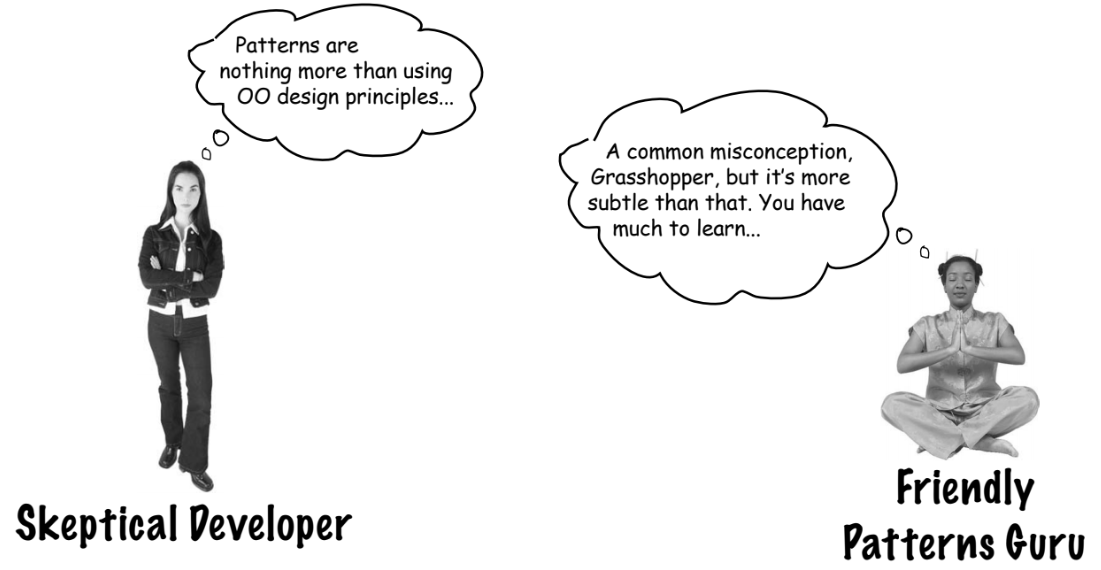 Patterns are
nothing more than using
OO design principles...
A common misconception,
Grasshopper, but it's more
subtle than that. You have
much to learn...
Skeptical Developer
Friendly
Patterns Guru